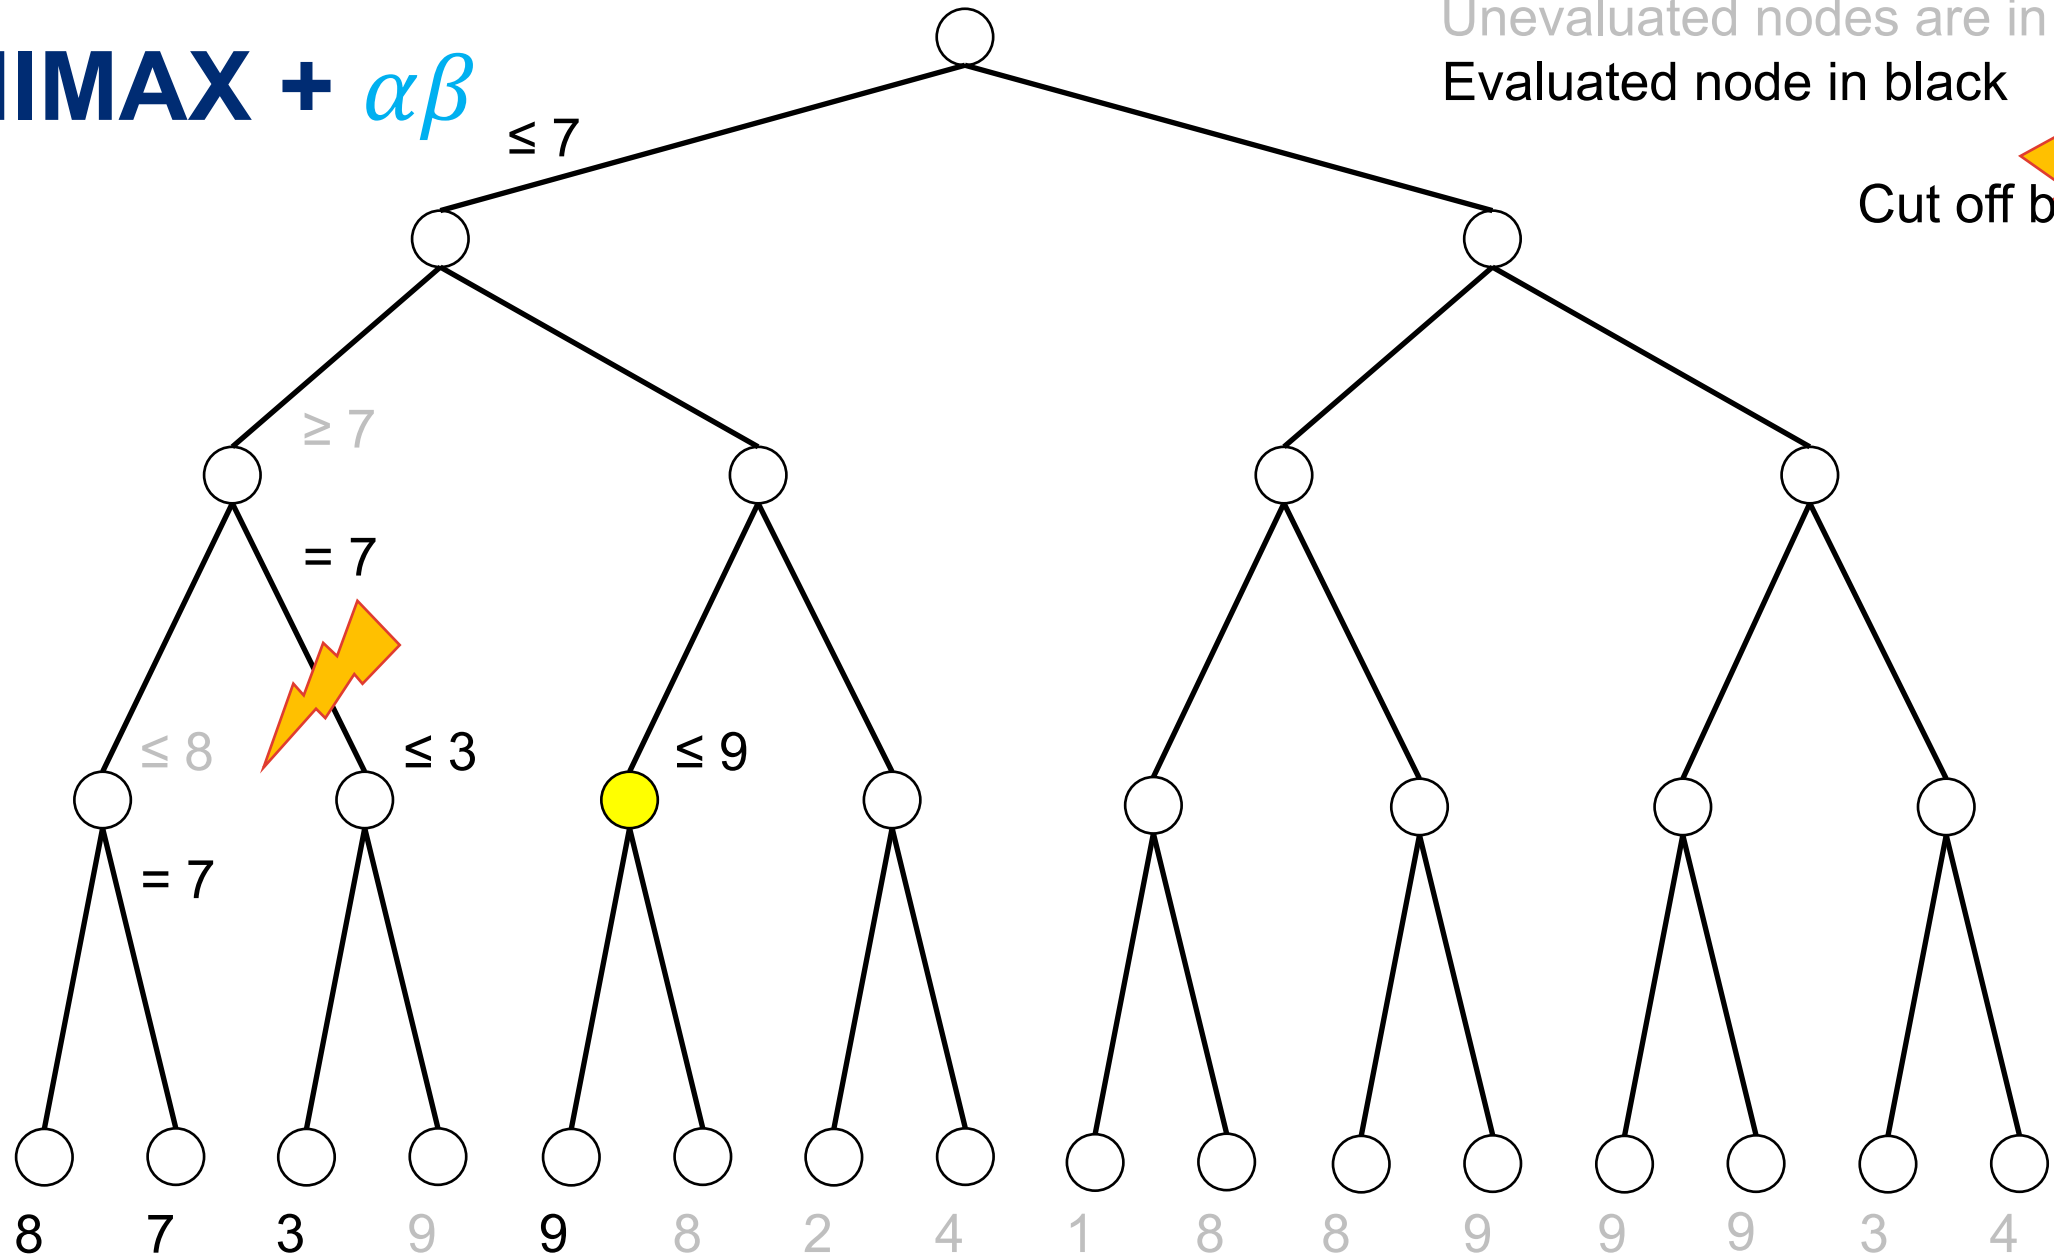 Unevaluated nodes are in
IIMAX + αβ
Evaluated node in black
≤ 7
Cut off b
≥ 7
= 7
≤ 8
≤ 3
≤ 9
= 7
8 7 3 9 9 8 2 4 1 8 8 9 9 9 3 4